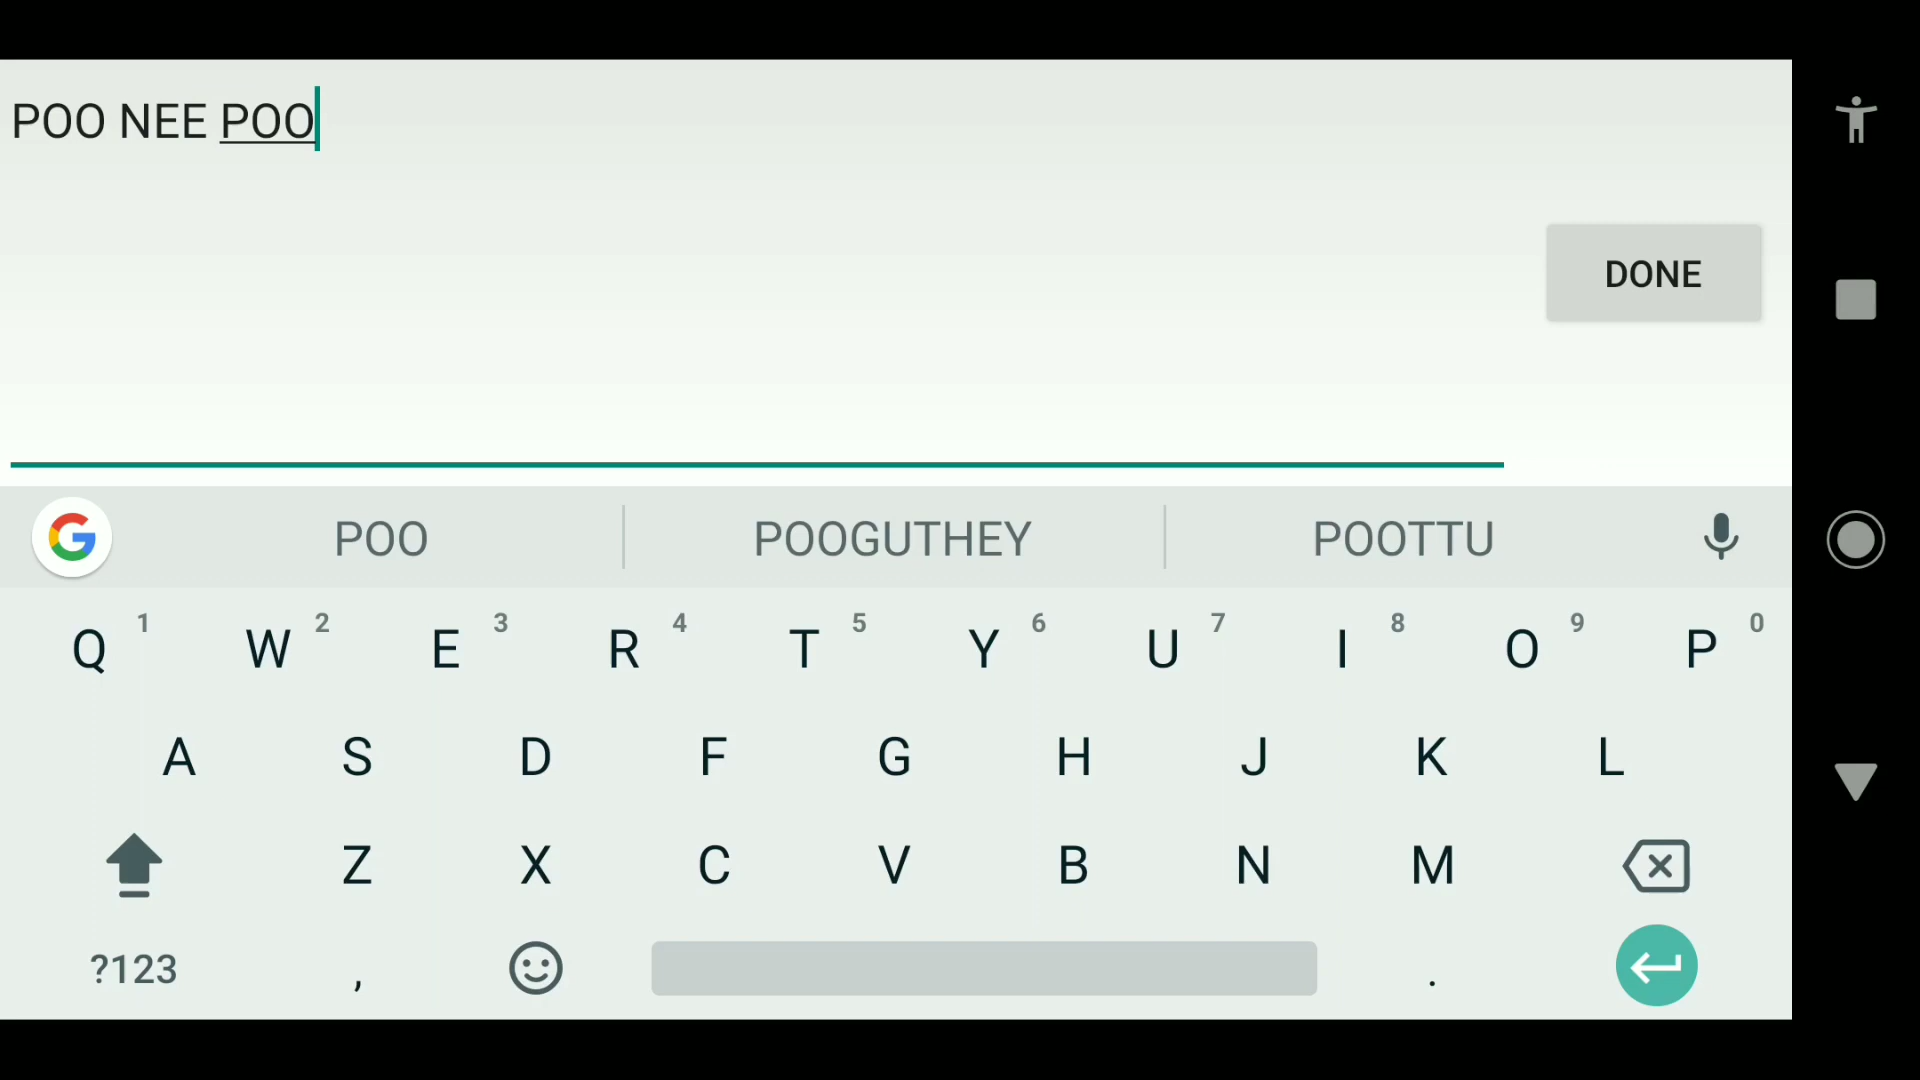 POO NEE POO
DONE
G POO POOGUTHEY POOTTU
Q 1 W 2 E 3 R 4 T 5 Y 6 U 7 I 8 O 9 P 0
A S D F G H J K L
Z X C V B N M
?123 , .